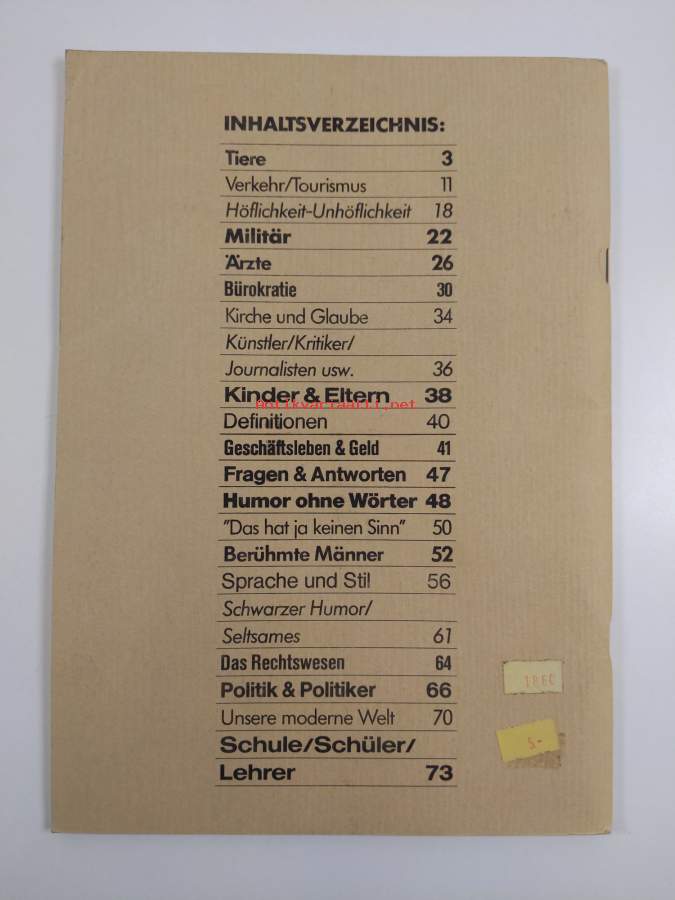 INHALTSVERZEICHNIS:
Tiere 3
Verkehr/Tourismus 11
Höflichkeit-Unhöflichkeit 18
Militär 22
Ärzte 26
Bürokratie 30
Kirche und Glaube 34
Künstler/Kritiker/
Journalisten usw. 36
Kinder & Eltern 38
Antikvariaatti.net
Definitionen 40
Geschäftsleben & Geld 41
Fragen & Antworten 47
Humor ohne Wörter 48
"Das hat ja keinen Sinn" 50
Berühmte Männer 52
Sprache und Stil 56
Schwarzer Humor/
Seltsames 61
Das Rechtswesen 64
Politik & Politiker 66
Unsere moderne Welt 70
Schule/Schüler/
Lehrer 73
5.-